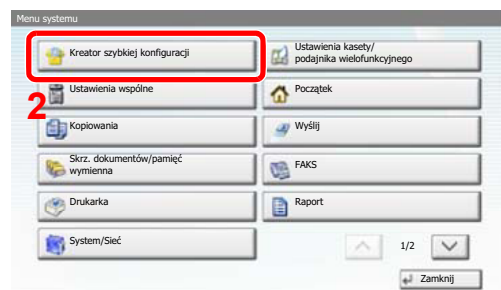 Menu systemu
Kreator szybkiej konfiguracji
Ustawienia kasety/
podajnika wielofunkcyjnego
2
Ustawienia wspólne
Początek
Kopiowania
Wyślij
Skrz. dokumentów/pamięć
wymienna
FAKS
Drukarka
Raport
System/Sieć
1/2
Zamknij